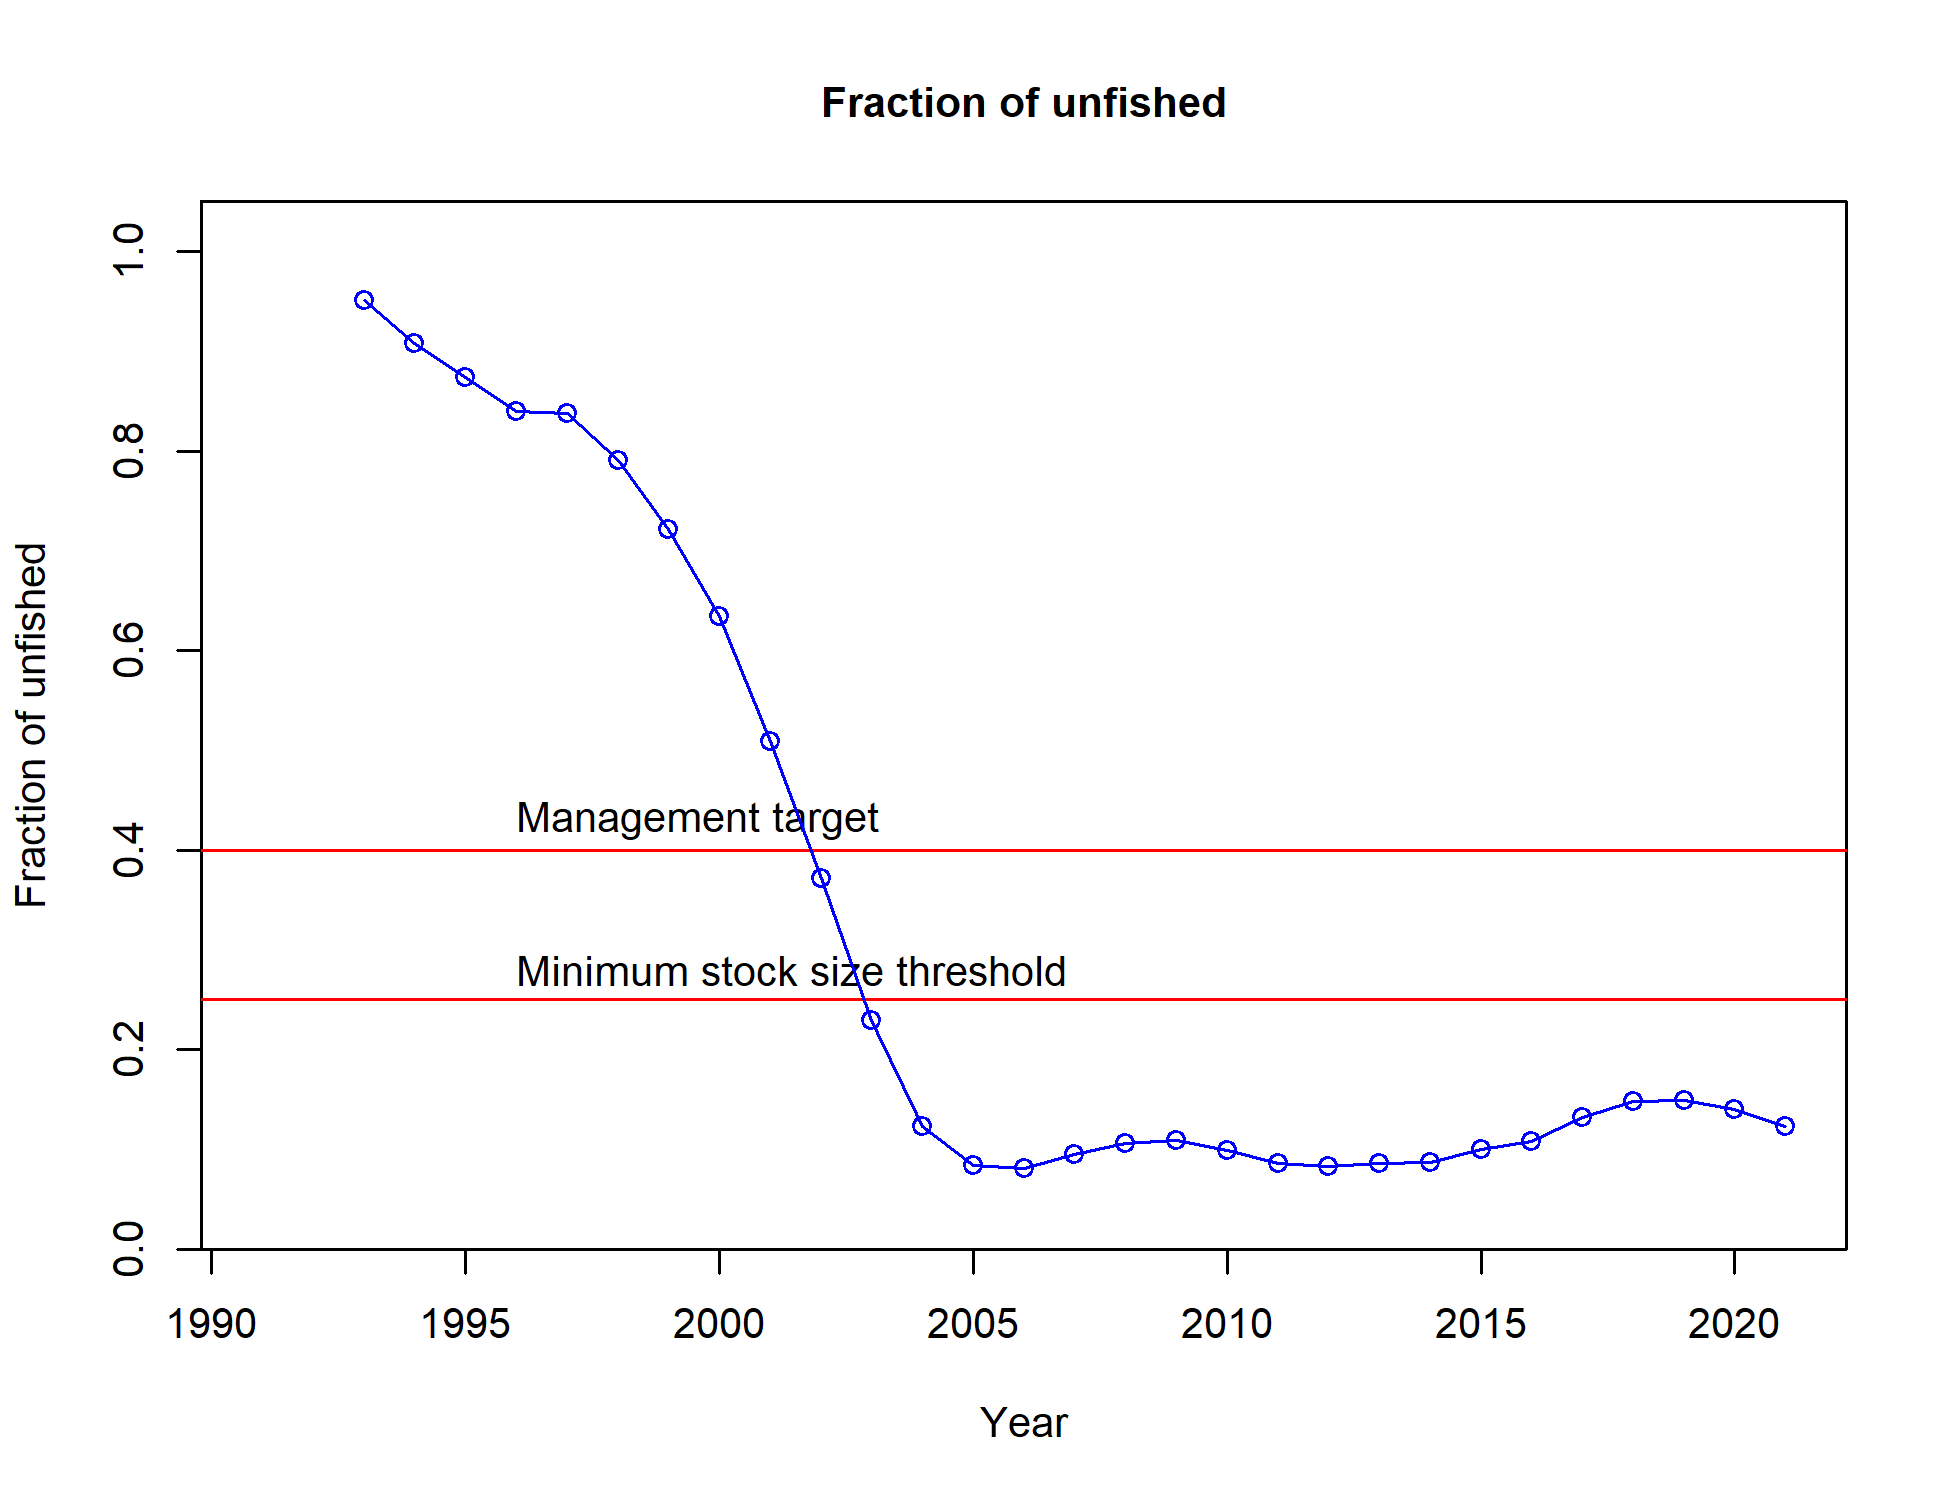 Fraction of unfished
Fraction of unfished
1.0
0.8
0.6
0.4
0.2
0.0
Management target
Minimum stock size threshold
1990 1995 2000 2005 2010 2015 2020
Year